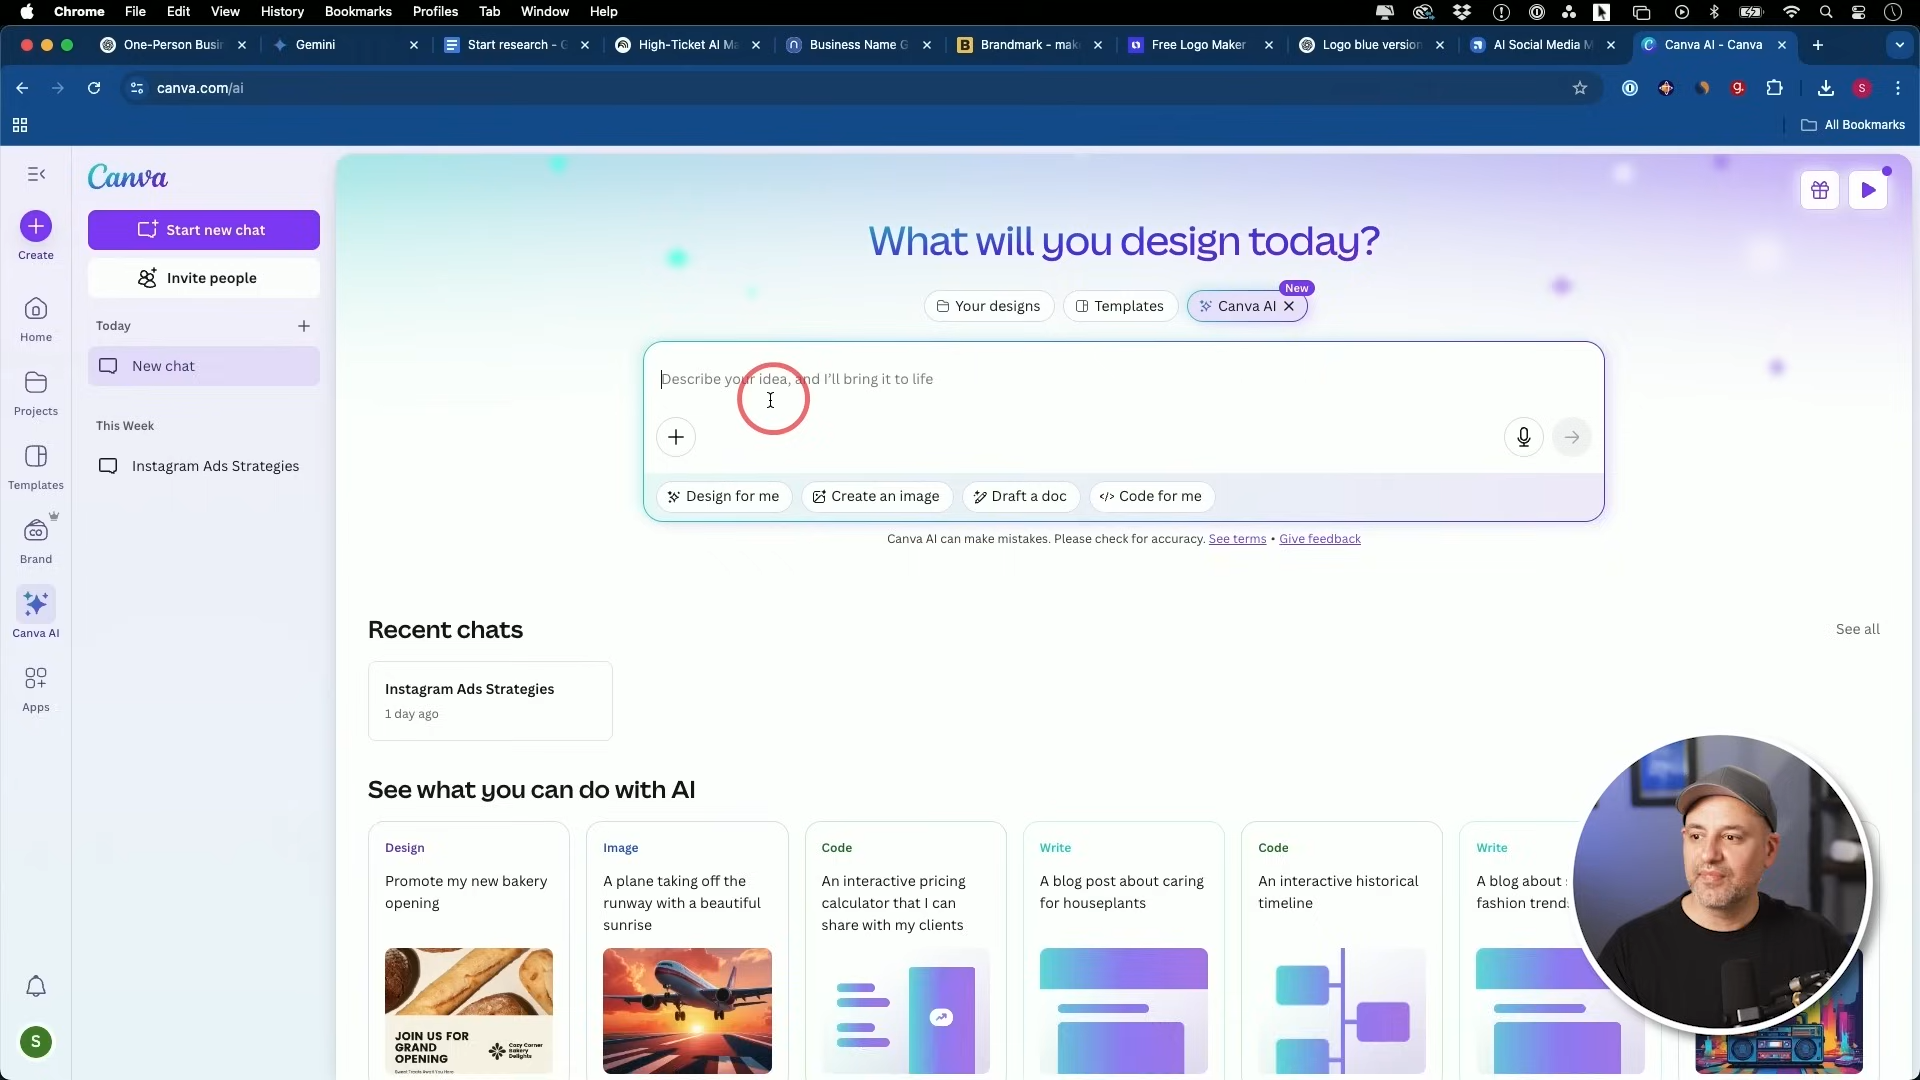 Chrome File Edit View History Bookmarks Profiles Tab Window Help
One-Person Busi
Gemini
Start research - G
High-Ticket AI Ma
Business Name G
Brandmark - mak
Free Logo Maker
Logo blue version
AI Social Media M
Canva AI - Canva
canva.com/ai
g.
S
All Bookmarks
Canva
Create
Home
Projects
Templates
CO
Brand
Canva AI
Apps
S
Start new chat
Invite people
Today
New chat
This Week
Instagram Ads Strategies
What will you design today?
New
Your designs
Templates
Canva AI
Describe your idea, and I'll bring it to life
Design for me
Create an image
Draft a doc
</> Code for me
Canva AI can make mistakes. Please check for accuracy. See terms • Give feedback
Recent chats
See all
Instagram Ads Strategies
1 day ago
See what you can do with AI
Design
Promote my new bakery
opening
JOIN US FOR
GRAND
OPENING
Cozy Corner
Bakery
Delights
Image
A plane taking off the
runway with a beautiful
sunrise
Code
An interactive pricing
calculator that I can
share with my clients
Write
A blog post about caring
for houseplants
Code
An interactive historical
timeline
Write
A blog about
fashion trend